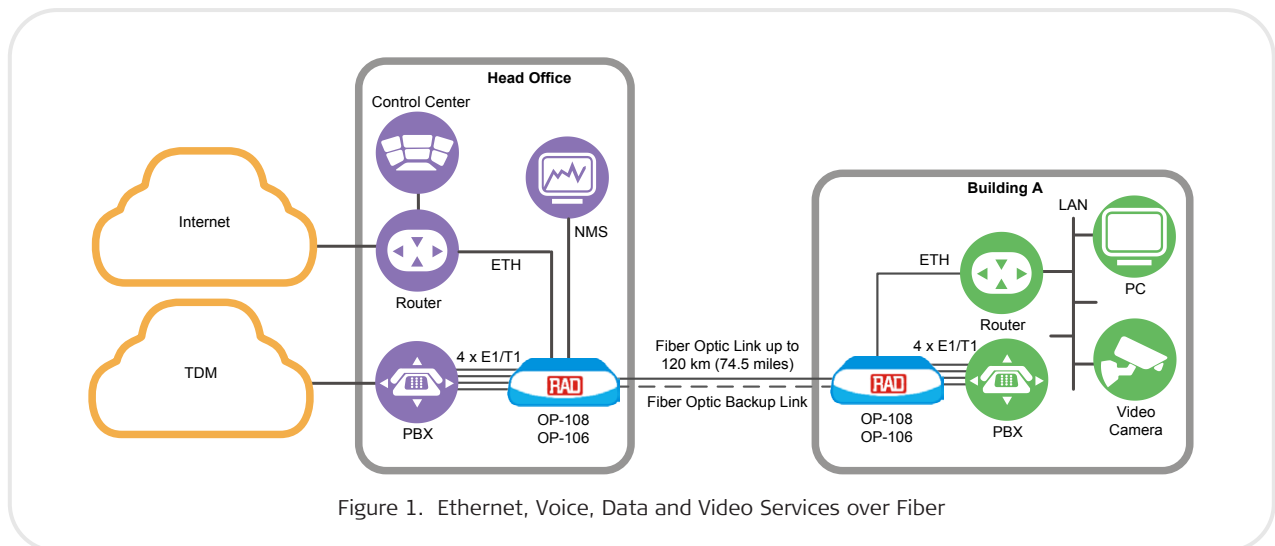 Head Office
Control Center
Internet
NMS
ETH
Router
TDM
4 x E1/T1
RAD
PBX
OP-108
OP-106
Fiber Optic Link up to
120 km (74.5 miles)
Fiber Optic Backup Link
Building A
LAN
ETH
PC
Router
4 x E1/T1
RAD
OP-108
OP-106
PBX
Video
Camera
Figure 1. Ethernet, Voice, Data and Video Services over Fiber